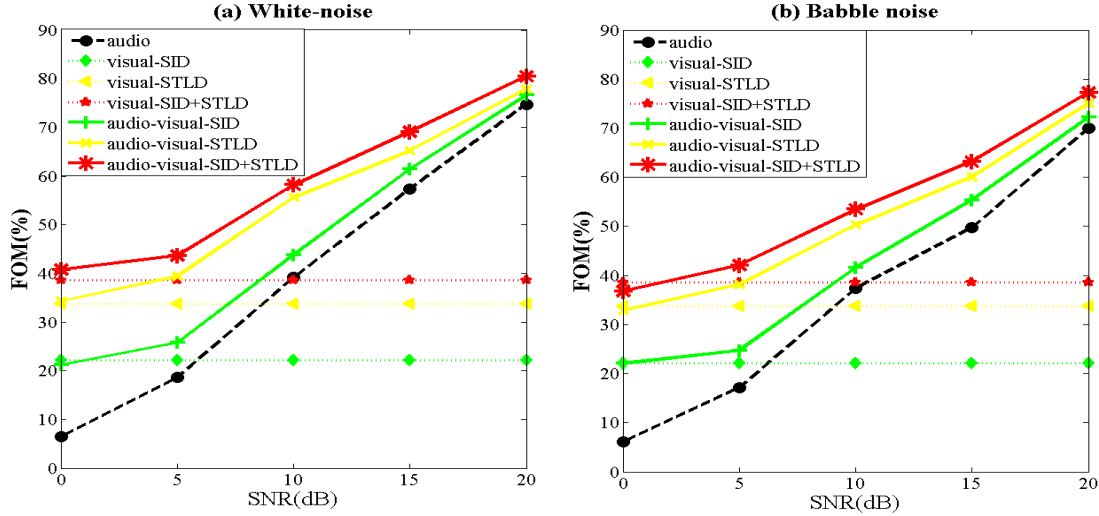 (a) White-noise
90
80
70
60
50
40
30
20
10
0
FOM(%)
audio
visual-SID
visual-STLD
visual-SID+STLD
audio-visual-SID
audio-visual-STLD
audio-visual-SID+STLD
0 5 10 15 20
SNR(dB)
(b) Babble noise
90
80
70
60
50
40
30
20
10
0
FOM(%)
audio
visual-SID
visual-STLD
visual-SID+STLD
audio-visual-SID
audio-visual-STLD
audio-visual-SID+STLD
0 5 10 15 20
SNR(dB)